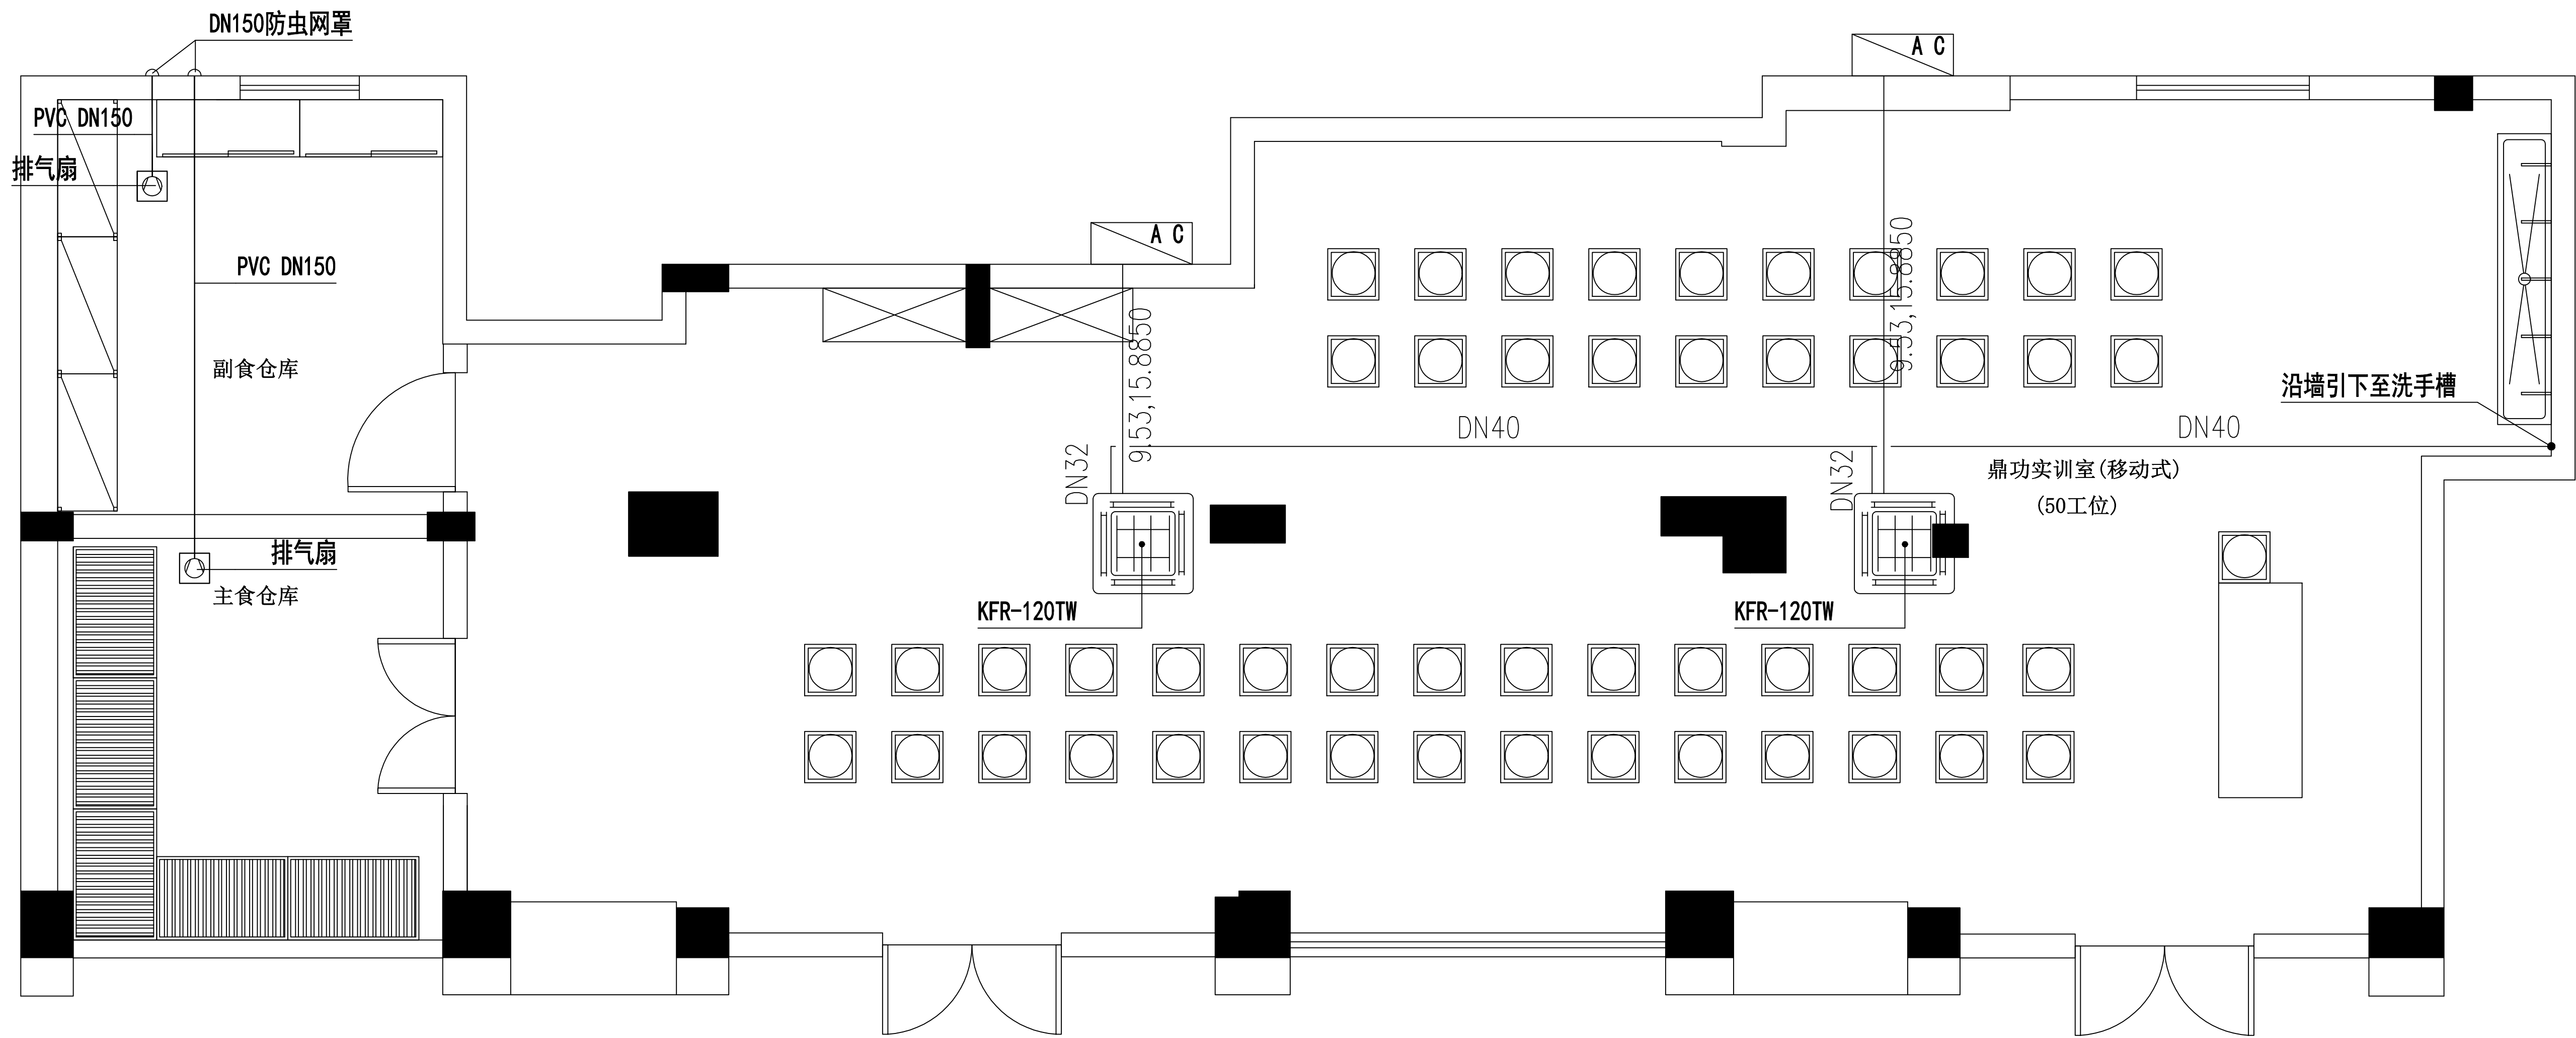 DN150防虫网罩
A C
PVC DN150
排气扇
A C
PVC DN150
9.53,15.8850
9.53,15.8850
副食仓库
沿墙引下至洗手槽
DN40
DN40
DN32
DN32
鼎功实训室(移动式)
(50工位)
排气扇
主食仓库
KFR-120TW
KFR-120TW